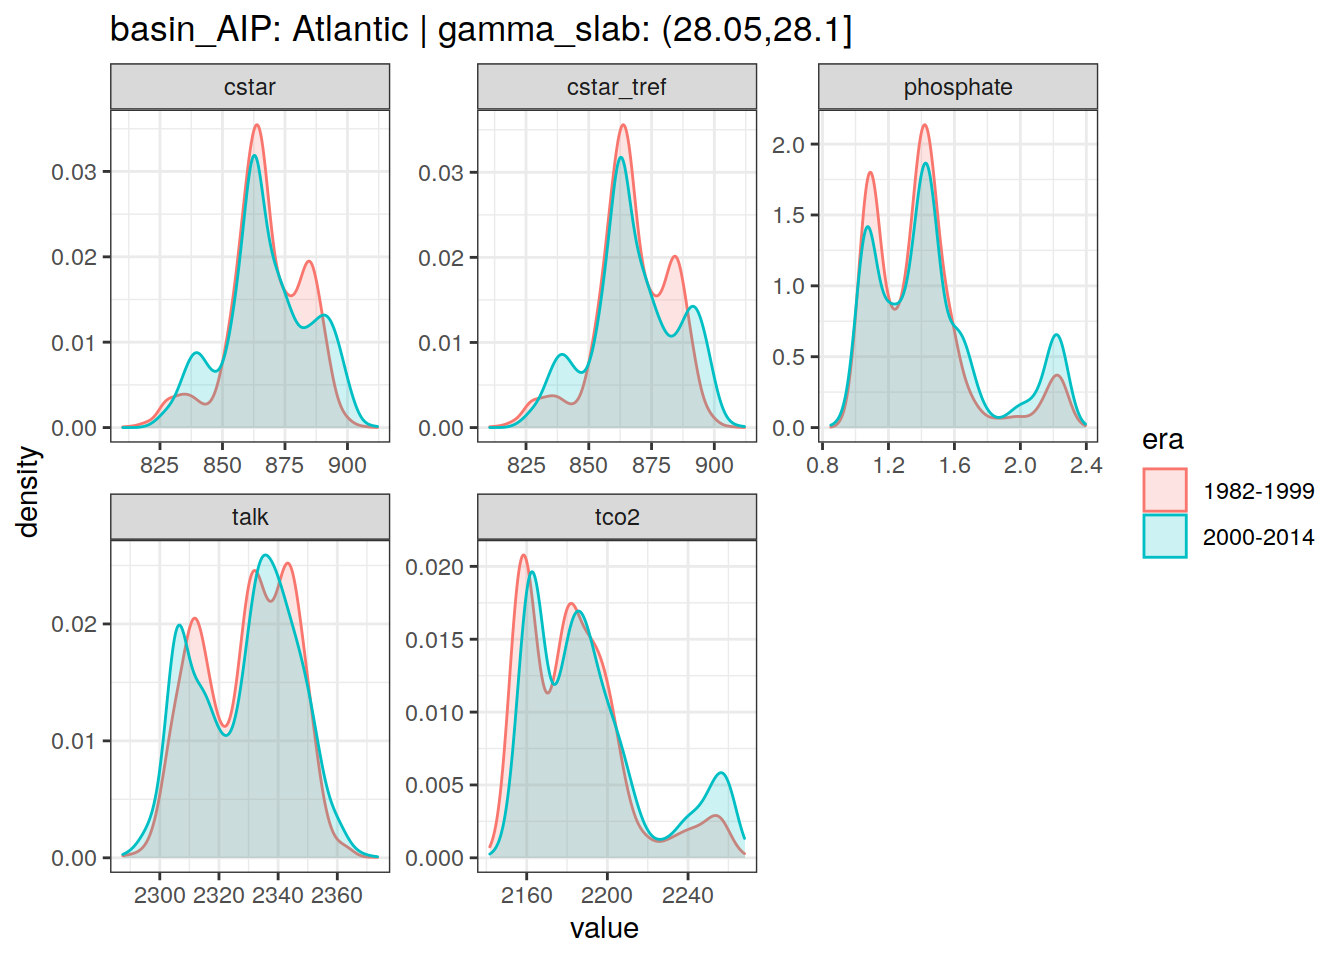 basin_AIP: Atlantic | gamma_slab: (28.05,28.1]
cstar
cstar_tref
phosphate
0.03
0.02
0.01
0.00
825 850 875 900
0.03
0.02
0.01
0.00
825 850 875 900
2.0
1.5
1.0
0.5
0.0
0.8 1.2 1.6 2.0 2.4
density
talk
tco2
0.02
0.01
0.00
2300 2320 2340 2360
0.020
0.015
0.010
0.005
0.000
2160 2200 2240
value
era
1982-1999
2000-2014